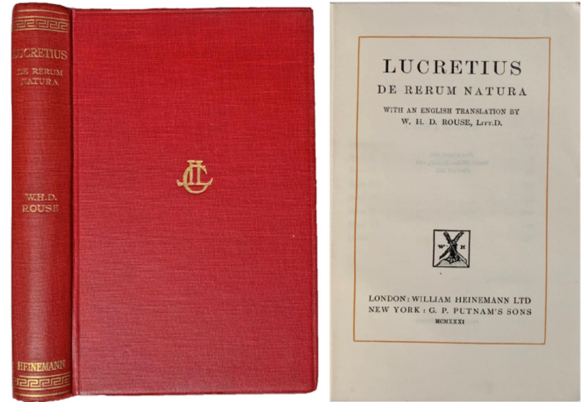 LUCRETIUS
DE RERUM
NATURA
W.H.D.
ROUSE
HEINEMANN
LCL
LUCRETIUS
DE RERUM NATURA
WITH AN ENGLISH TRANSLATION BY
W. H. D. ROUSE, Litt.D.
W H
LONDON: WILLIAM HEINEMANN LTD
NEW YORK: G. P. PUTNAM'S SONS
MCMXXXI